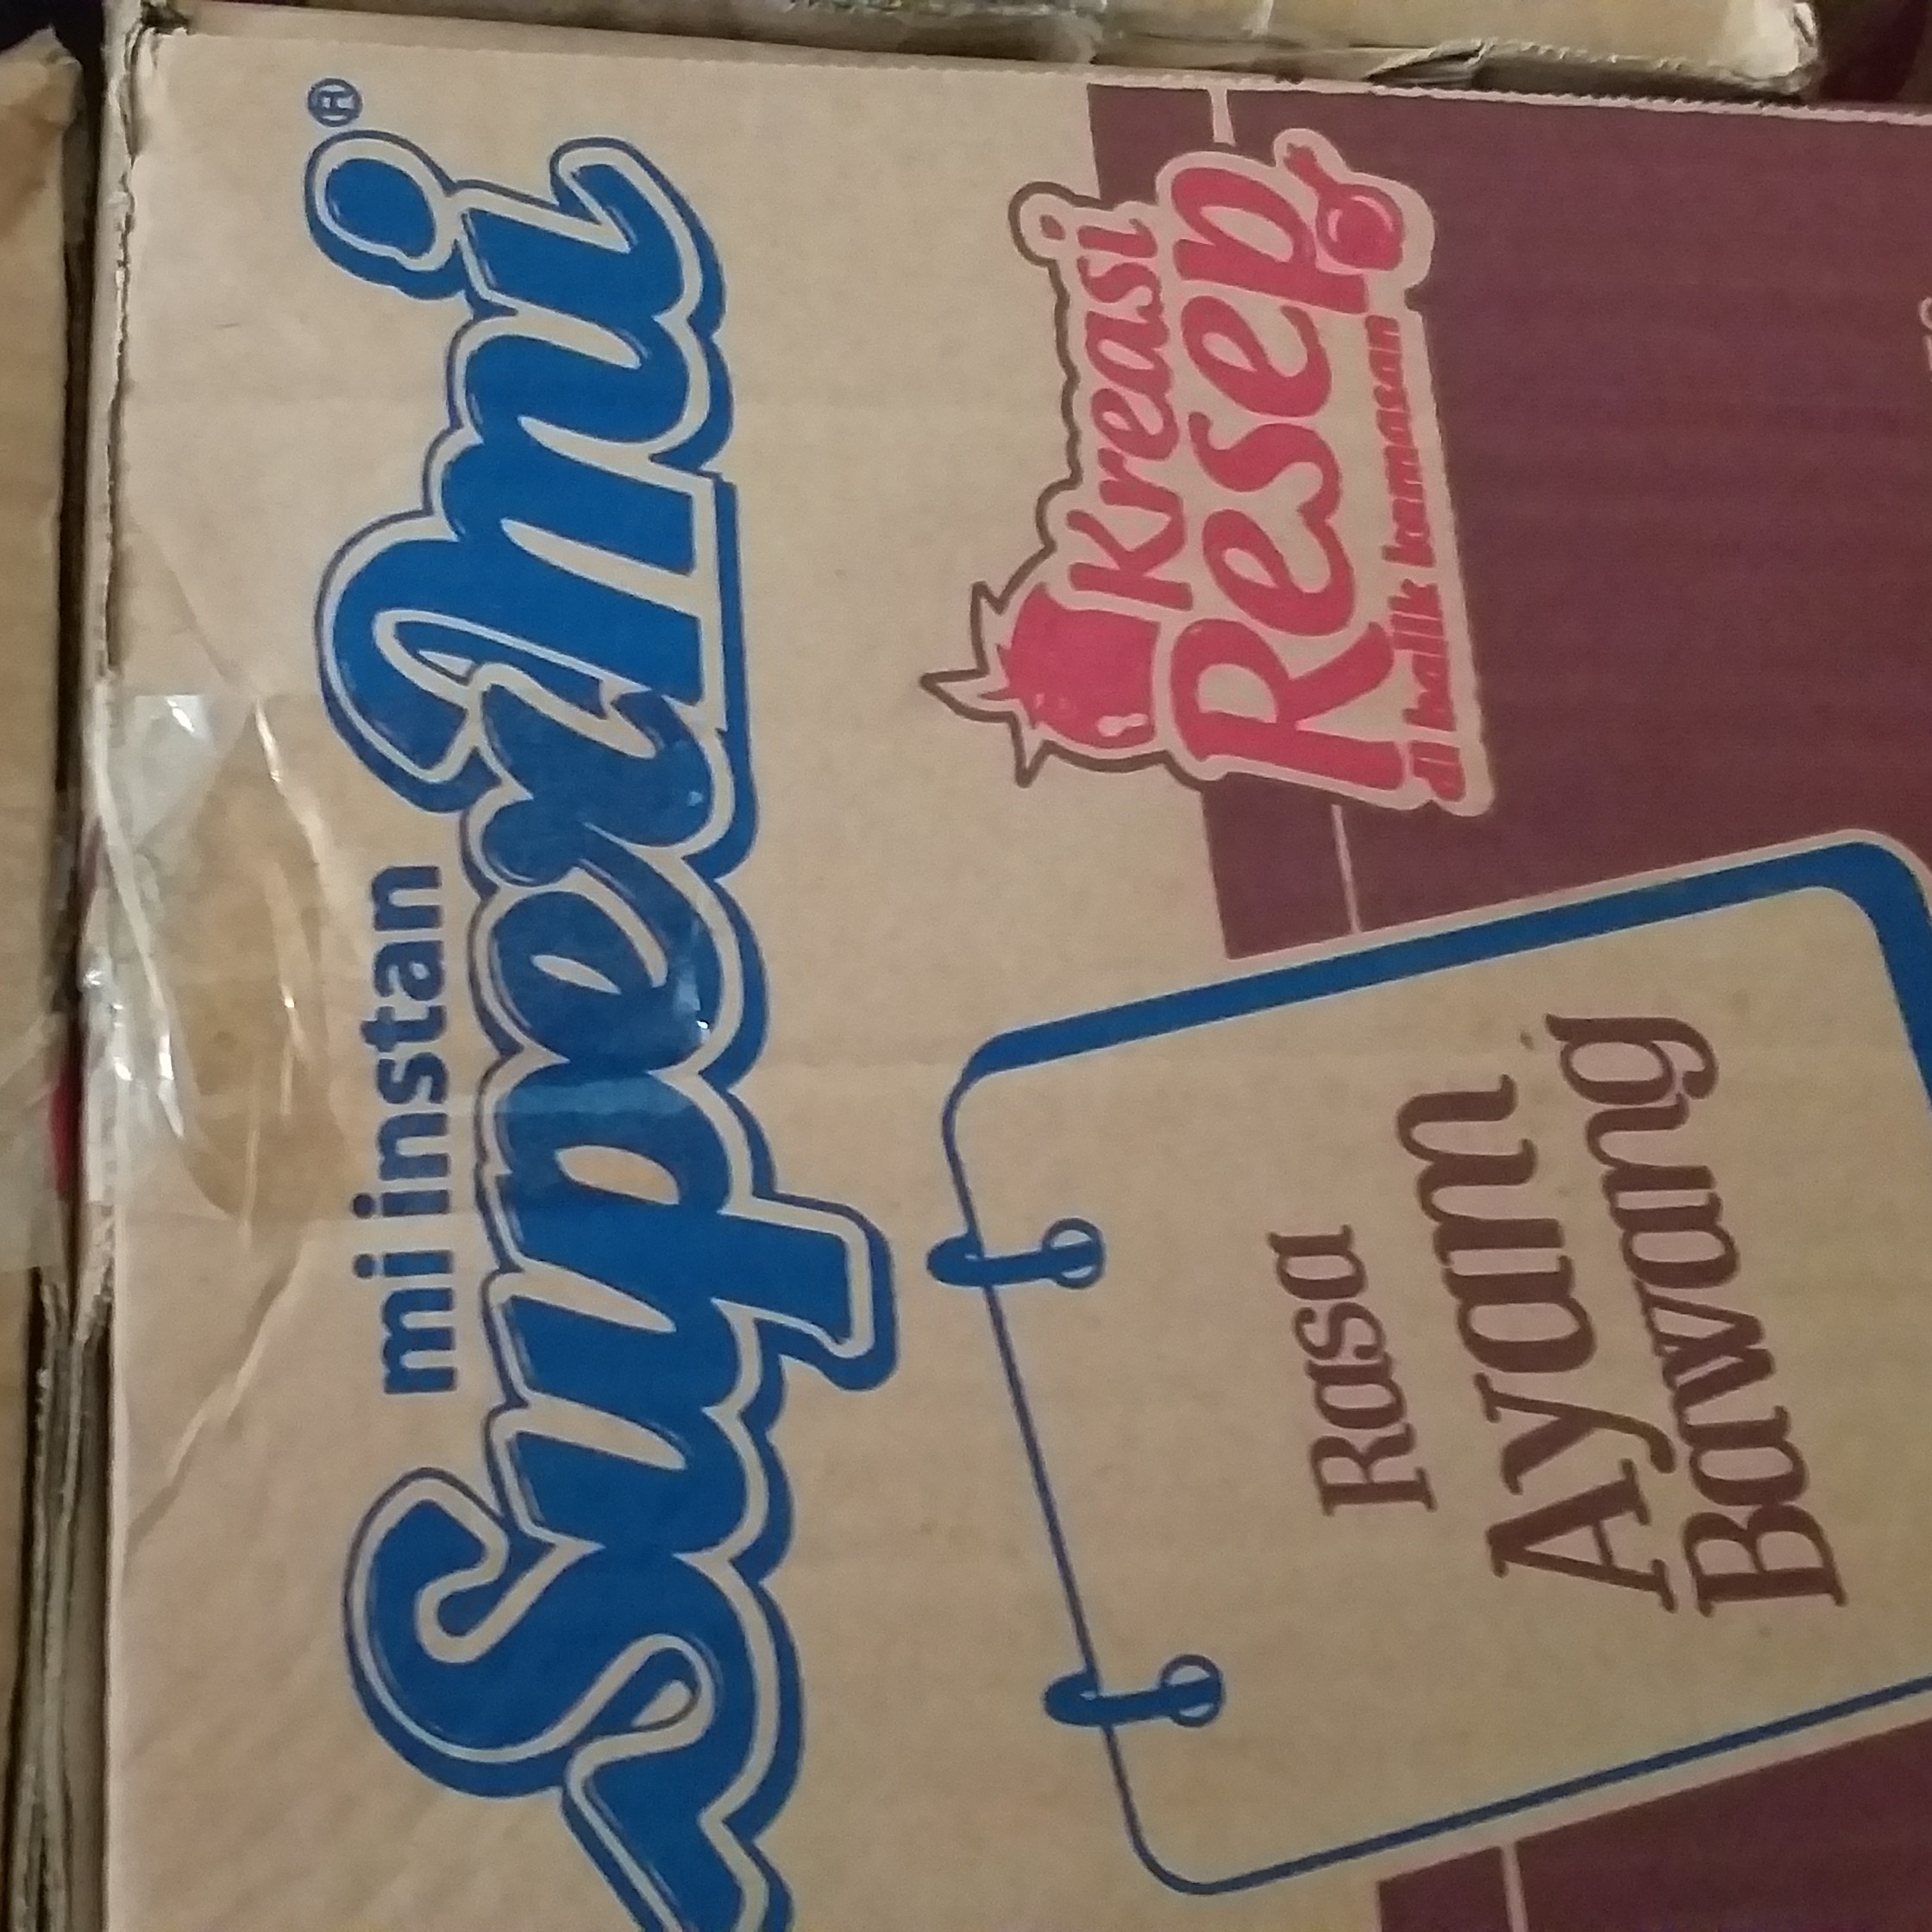 mi instan
SuperMi®
Kreasi
Resep
di balik kemasan
Rasa
Ayam
Bawang